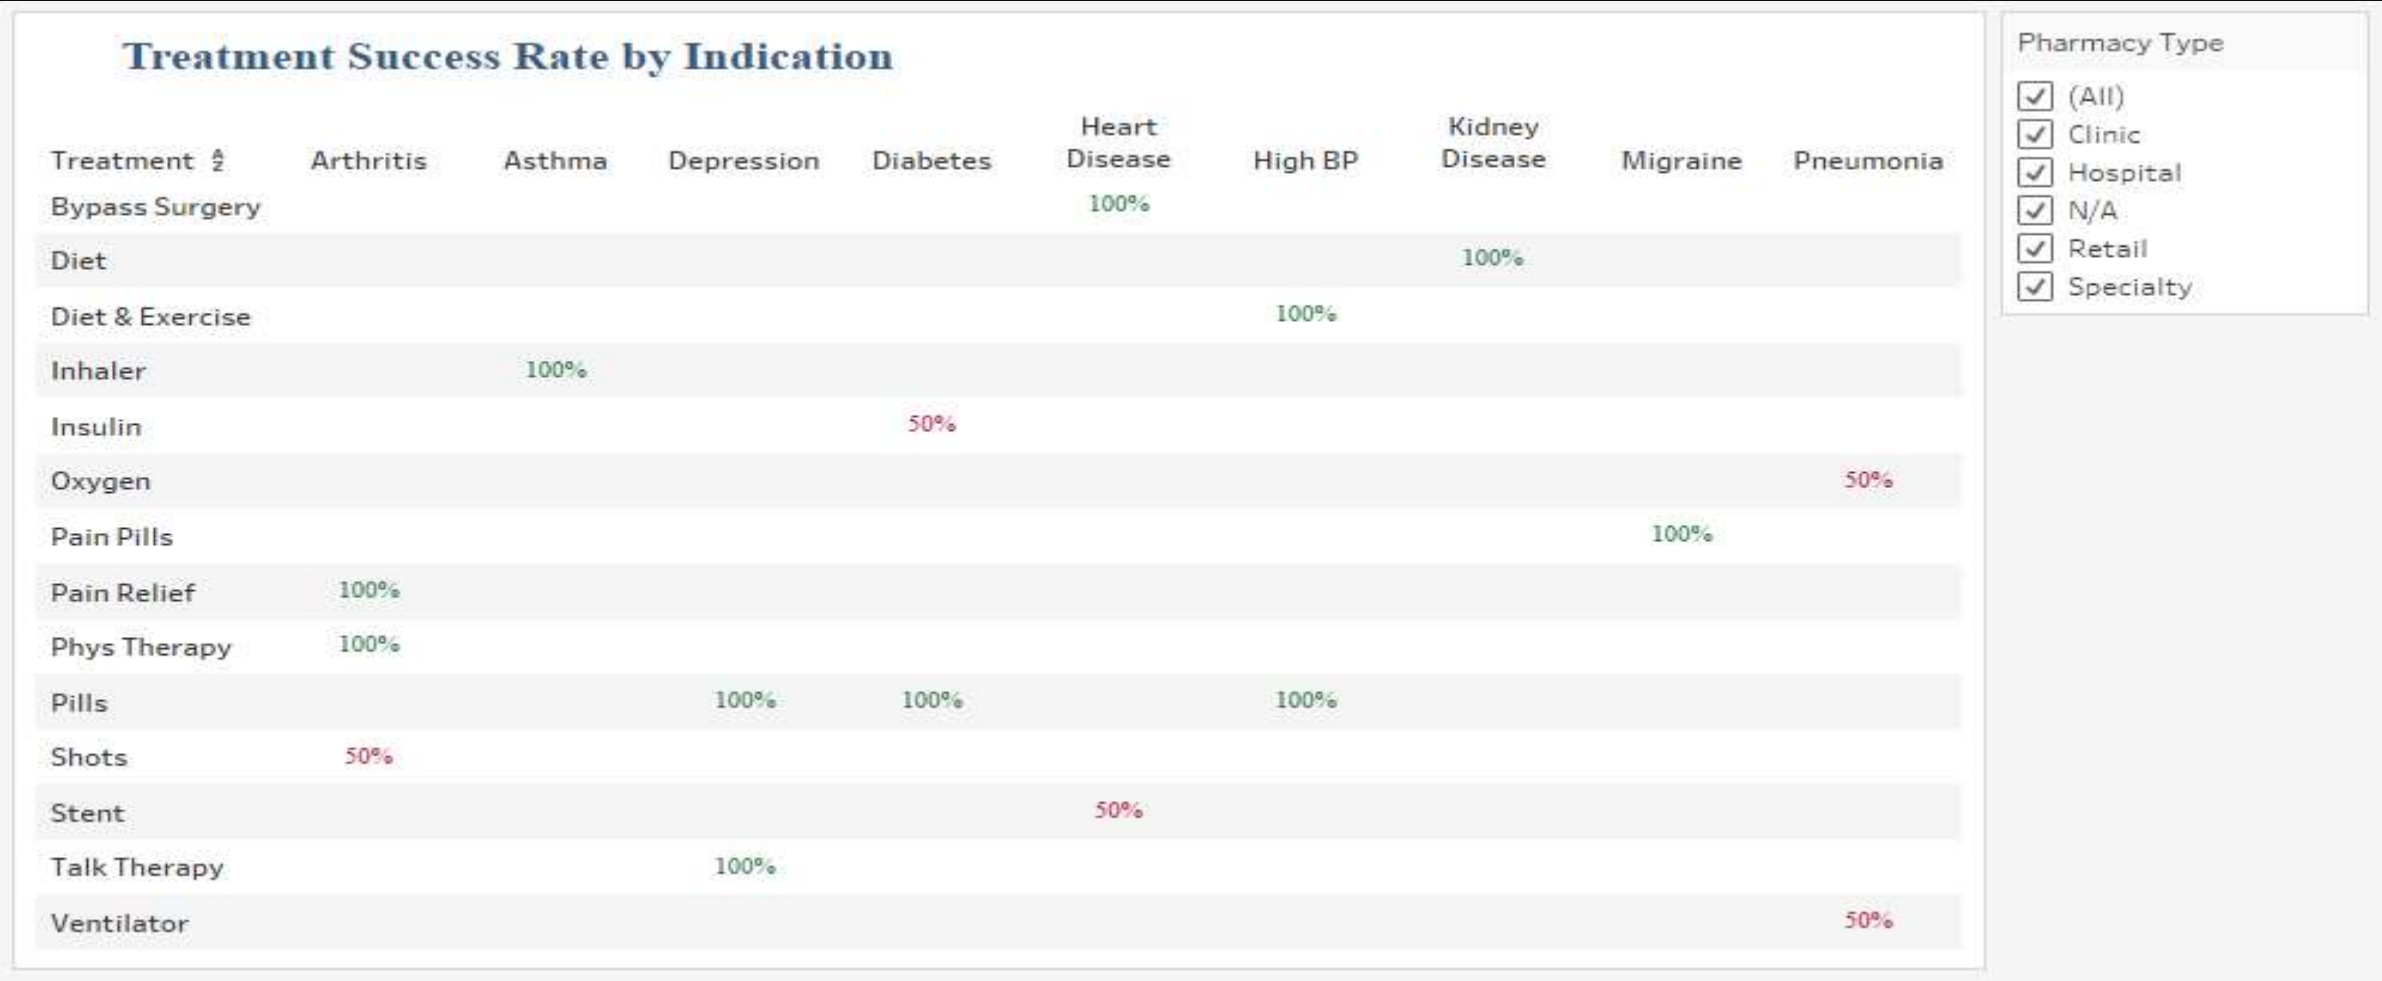 Treatment Success Rate by Indication
Treatment Arthritis Asthma Depression Diabetes Heart Disease High BP Kidney Disease Migraine Pneumonia
Bypass Surgery 100%
Diet 100%
Diet & Exercise 100%
Inhaler 100%
Insulin 50%
Oxygen 50%
Pain Pills 100%
Pain Relief 100%
Phys Therapy 100%
Pills 100% 100% 100%
Shots 50%
Stent 50%
Talk Therapy 100%
Ventilator 50%
Pharmacy Type
(All)
Clinic
Hospital
N/A
Retail
Specialty